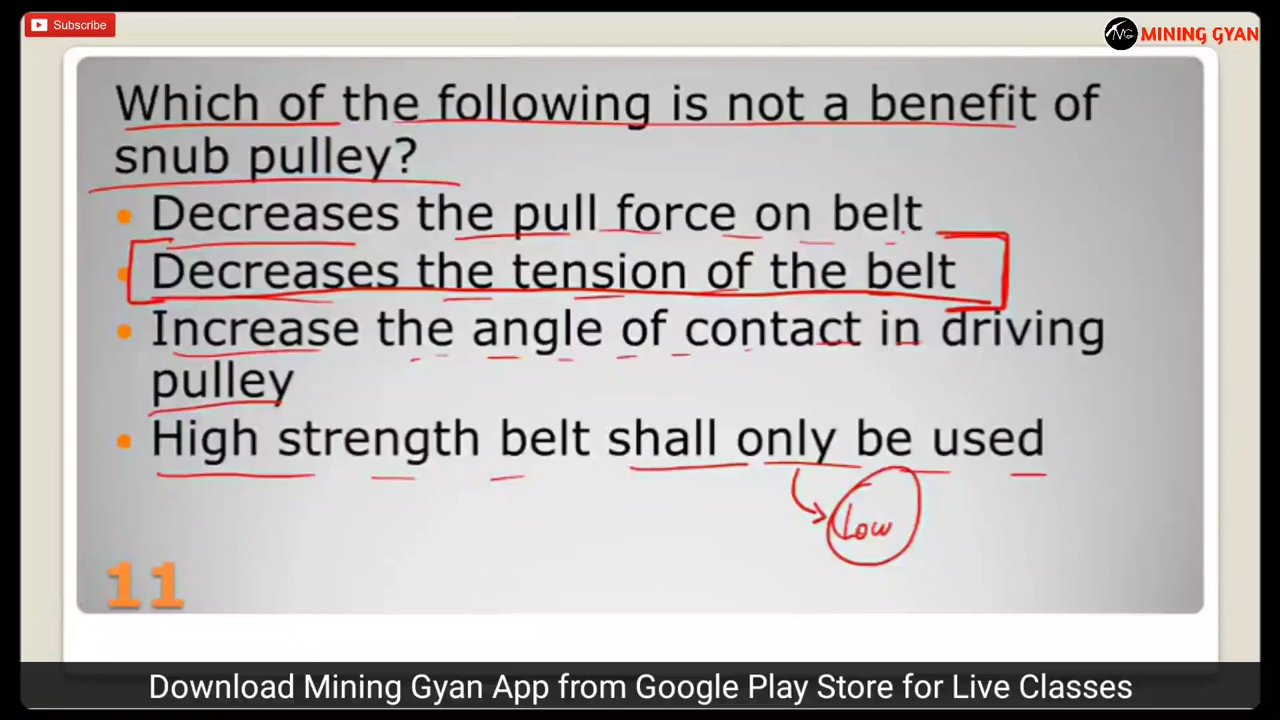 Subscribe
MINING GYAN
Which of the following is not a benefit of
snub pulley?
• Decreases the pull force on belt
• Decreases the tension of the belt
• Increase the angle of contact in driving
pulley
• High strength belt shall only be used
Low
11
Download Mining Gyan App from Google Play Store for Live Classes